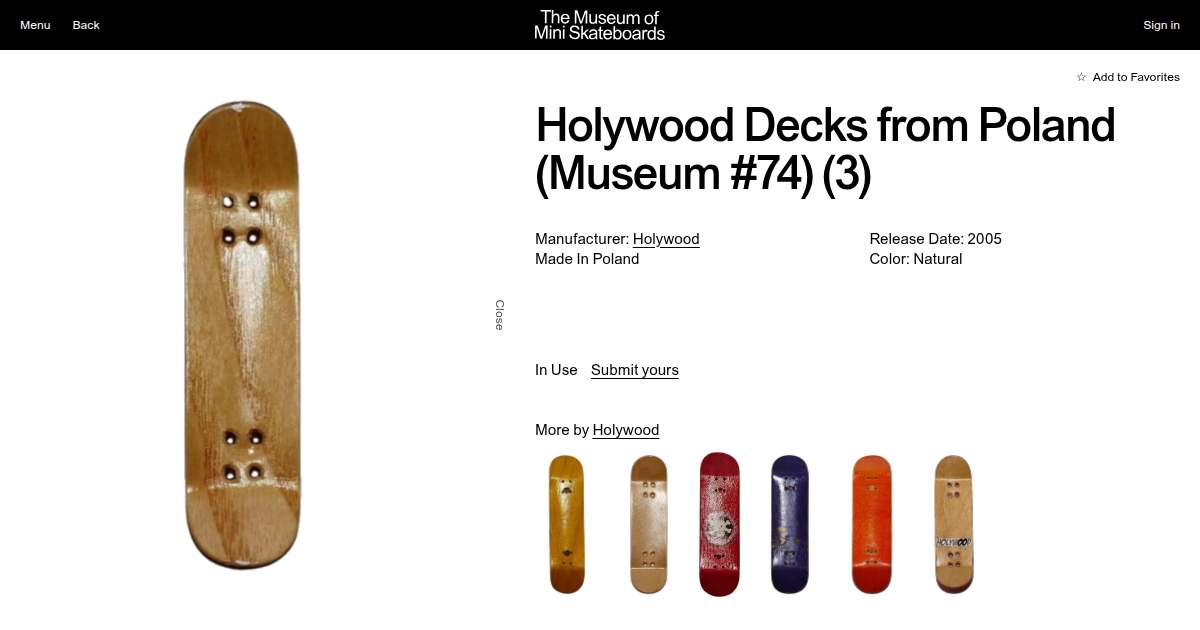 Menu
Back
The Museum of
Mini Skateboards
Sign in
☆ Add to Favorites
Holywood Decks from Poland
(Museum #74) (3)
Manufacturer: Holywood
Made In Poland
Release Date: 2005
Color: Natural
Close
In Use
Submit yours
More by Holywood
HOLYWOOD